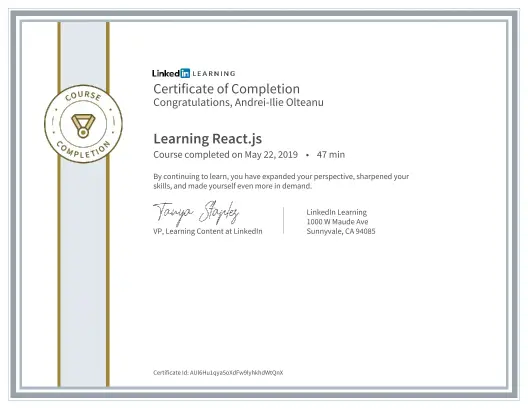 COURSE
COMPLETION
Linked in LEARNING
Certificate of Completion
Congratulations, Andrei-Ilie Olteanu
Learning React.js
Course completed on May 22, 2019 • 47 min
By continuing to learn, you have expanded your perspective, sharpened your
skills, and made yourself even more in demand.
Tanya Staples
VP, Learning Content at LinkedIn
LinkedIn Learning
1000 W Maude Ave
Sunnyvale, CA 94085
Certificate Id: